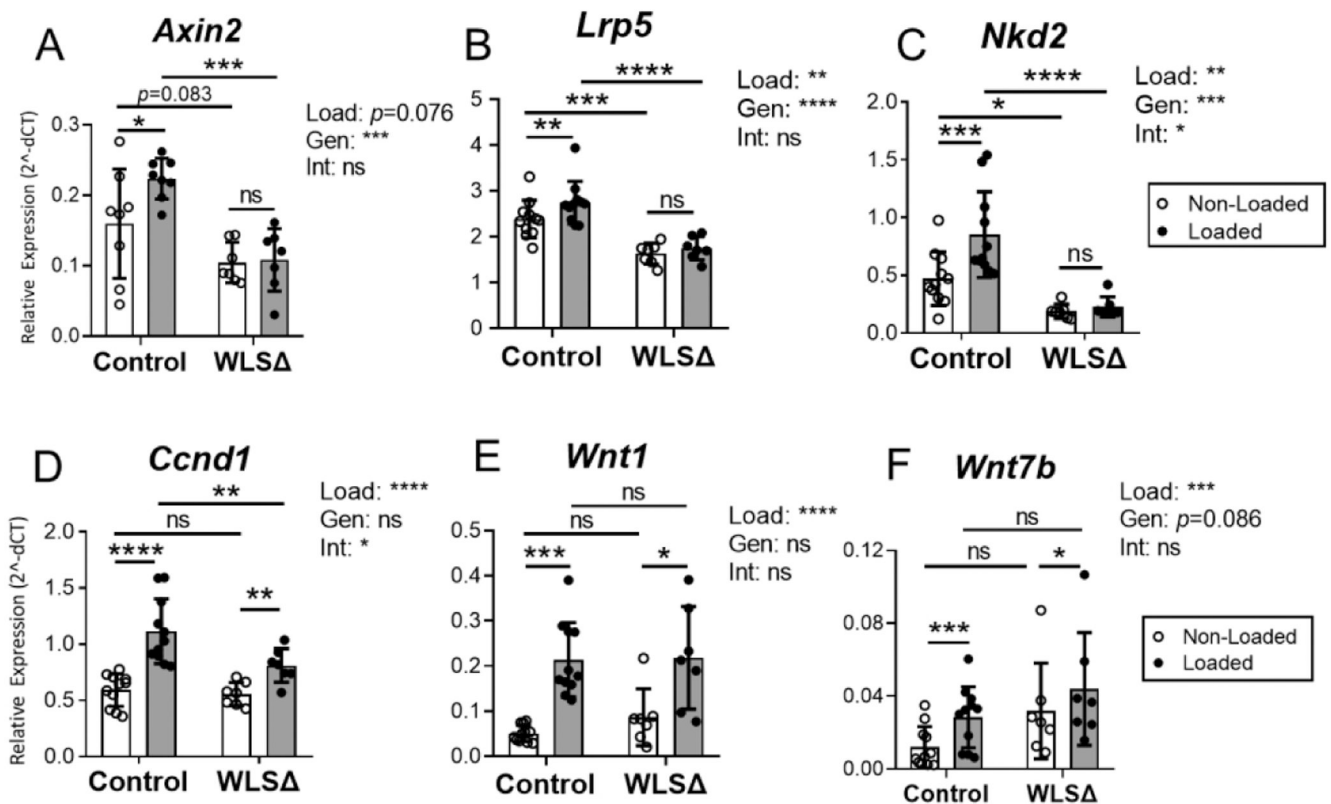 A
Axin2
***
p=0.083
*
ns
Load: p=0.076
Gen: ***
Int: ns
Relative Expression (2^-dCT)
0.3
0.2
0.1
0.0
Control
WLSΔ
B
Lrp5
****
***
**
ns
Load: **
Gen: ****
Int: ns
5
4
3
2
1
0
Control
WLSΔ
C
Nkd2
****
*
***
ns
Load: **
Gen: ***
Int: *
2.0
1.5
1.0
0.5
0.0
Control
WLSΔ
Non-Loaded
Loaded
D
Ccnd1
**
ns
****
**
Load: ****
Gen: ns
Int: *
Relative Expression (2^-dCT)
2.0
1.5
1.0
0.5
0.0
Control
WLSΔ
E
Wnt1
ns
ns
***
*
Load: ****
Gen: ns
Int: ns
0.5
0.4
0.3
0.2
0.1
0.0
Control
WLSΔ
F
Wnt7b
ns
ns
*
***
Load: ***
Gen: p=0.086
Int: ns
0.12
0.08
0.04
0.00
Control
WLSΔ
Non-Loaded
Loaded